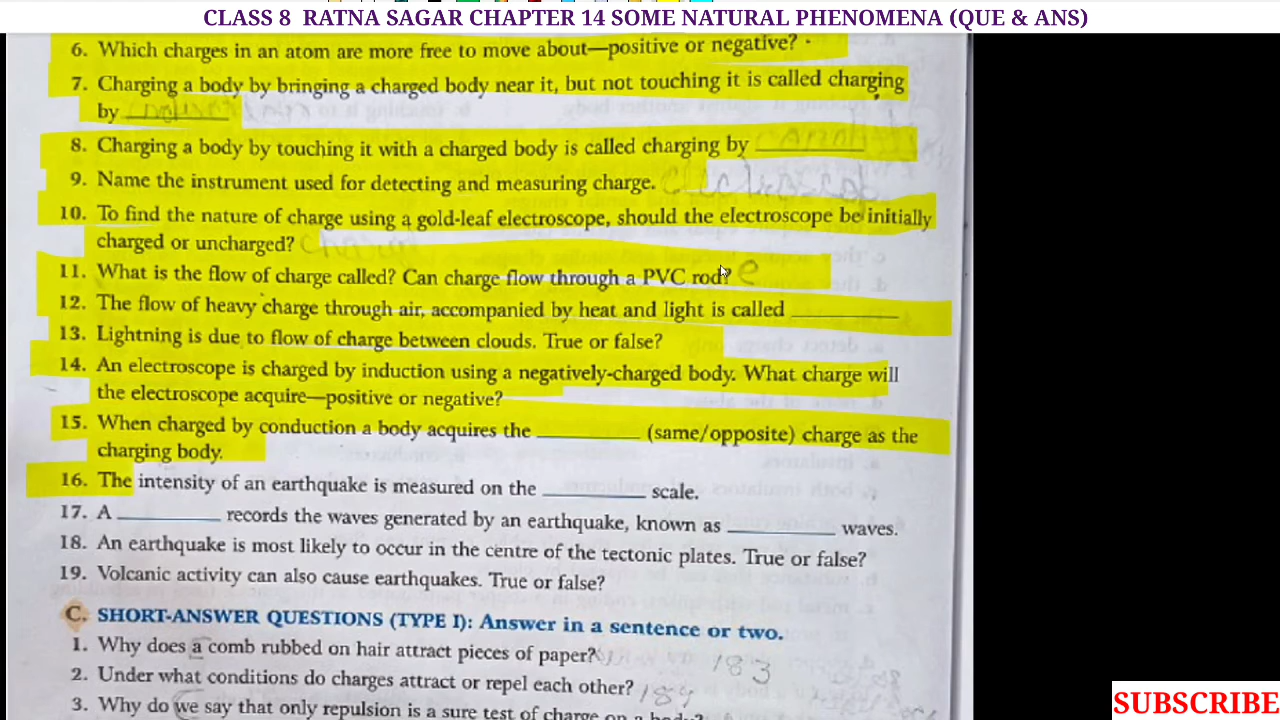 CLASS 8 RATNA SAGAR CHAPTER 14 SOME NATURAL PHENOMENA (QUE & ANS)
6. Which charges in an atom are more free to move about—positive or negative?
7. Charging a body by bringing a charged body near it, but not touching it is called charging
by __________
8. Charging a body by touching it with a charged body is called charging by __________
9. Name the instrument used for detecting and measuring charge.
10. To find the nature of charge using a gold-leaf electroscope, should the electroscope be initially
charged or uncharged?
11. What is the flow of charge called? Can charge flow through a PVC rod? e
12. The flow of heavy charge through air, accompanied by heat and light is called __________
13. Lightning is due to flow of charge between clouds. True or false?
14. An electroscope is charged by induction using a negatively-charged body. What charge will
the electroscope acquire—positive or negative?
15. When charged by conduction a body acquires the __________ (same/opposite) charge as the
charging body.
16. The intensity of an earthquake is measured on the __________ scale.
17. A __________ records the waves generated by an earthquake, known as __________ waves.
18. An earthquake is most likely to occur in the centre of the tectonic plates. True or false?
19. Volcanic activity can also cause earthquakes. True or false?
C. SHORT-ANSWER QUESTIONS (TYPE I): Answer in a sentence or two.
1. Why does a comb rubbed on hair attract pieces of paper? 183
2. Under what conditions do charges attract or repel each other? 184
3. Why do we say that only repulsion is a sure test of charge on a body?
SUBSCRIBE